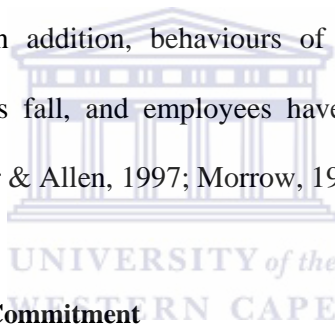 n addition, behaviours of
s fall, and employees have
& Allen, 1997; Morrow, 19
UNIVERSITY of the
Commitment
WESTERN CAPE